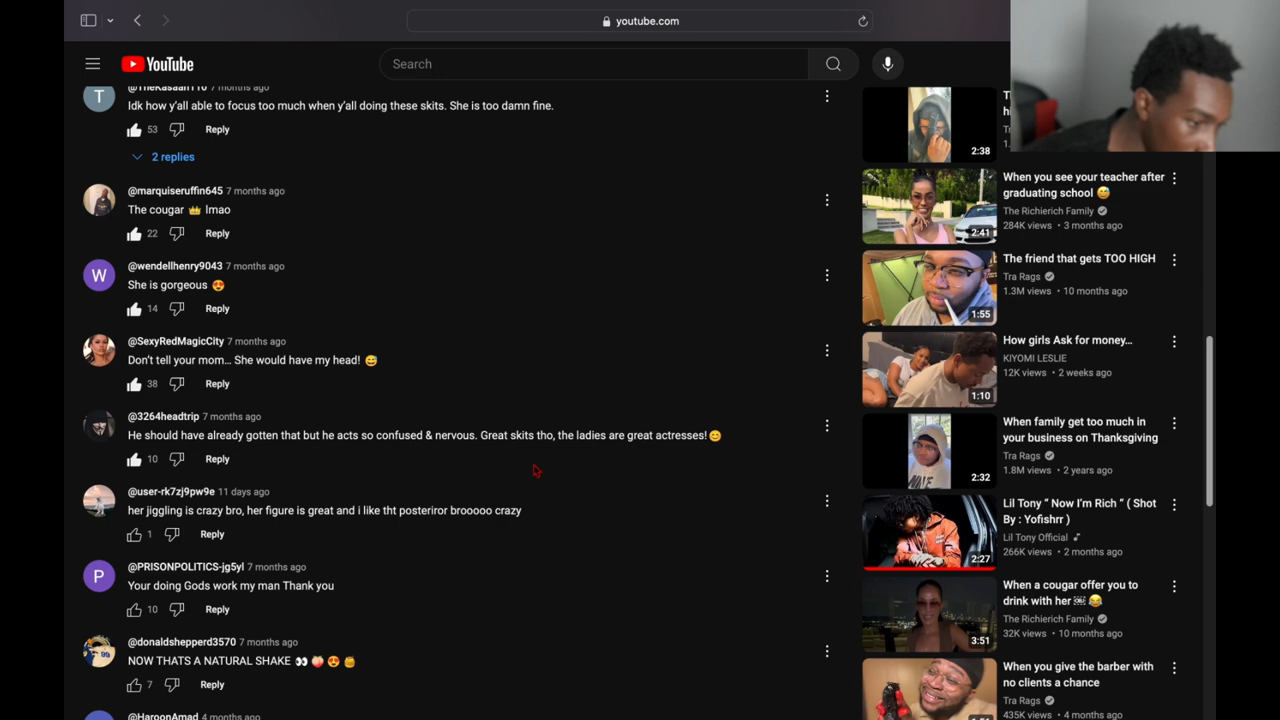 youtube.com
YouTube
Search
@TheKasaan110 7 months ago
Idk how y'all able to focus too much when y'all doing these skits. She is too damn fine.
53 Reply
2 replies
@marquiseruffin645 7 months ago
The cougar 👑 lmao
22 Reply
W
@wendellhenry9043 7 months ago
She is gorgeous 😍
14 Reply
@SexyRedMagicCity 7 months ago
Don't tell your mom... She would have my head! 😅
38 Reply
@3264headtrip 7 months ago
He should have already gotten that but he acts so confused & nervous. Great skits tho, the ladies are great actresses!😊
10 Reply
@user-rk7zj9pw9e 11 days ago
her jiggling is crazy bro, her figure is great and i like tht posteriror brooooo crazy
1 Reply
P
@PRISONPOLITICS-jg5yl 7 months ago
Your doing Gods work my man Thank you
10 Reply
@donaldshepperd3570 7 months ago
NOW THATS A NATURAL SHAKE 👀 🍑 😍 🍯
7 Reply
@HaroonAmad 4 months ago
T
2:38
2:41
When you see your teacher after
graduating school 😅
The Richierich Family
284K views • 3 months ago
1:55
The friend that gets TOO HIGH
Tra Rags
1.3M views • 10 months ago
1:10
How girls Ask for money...
KIYOMI LESLIE
12K views • 2 weeks ago
2:32
When family get too much in
your business on Thanksgiving
Tra Rags
1.8M views • 2 years ago
2:27
Lil Tony " Now I'm Rich " ( Shot
By : Yofishrr )
Lil Tony Official
266K views • 2 months ago
3:51
When a cougar offer you to
drink with her ￼ 😂
The Richierich Family
32K views • 10 months ago
When you give the barber with
no clients a chance
Tra Rags
435K views • 4 months ago